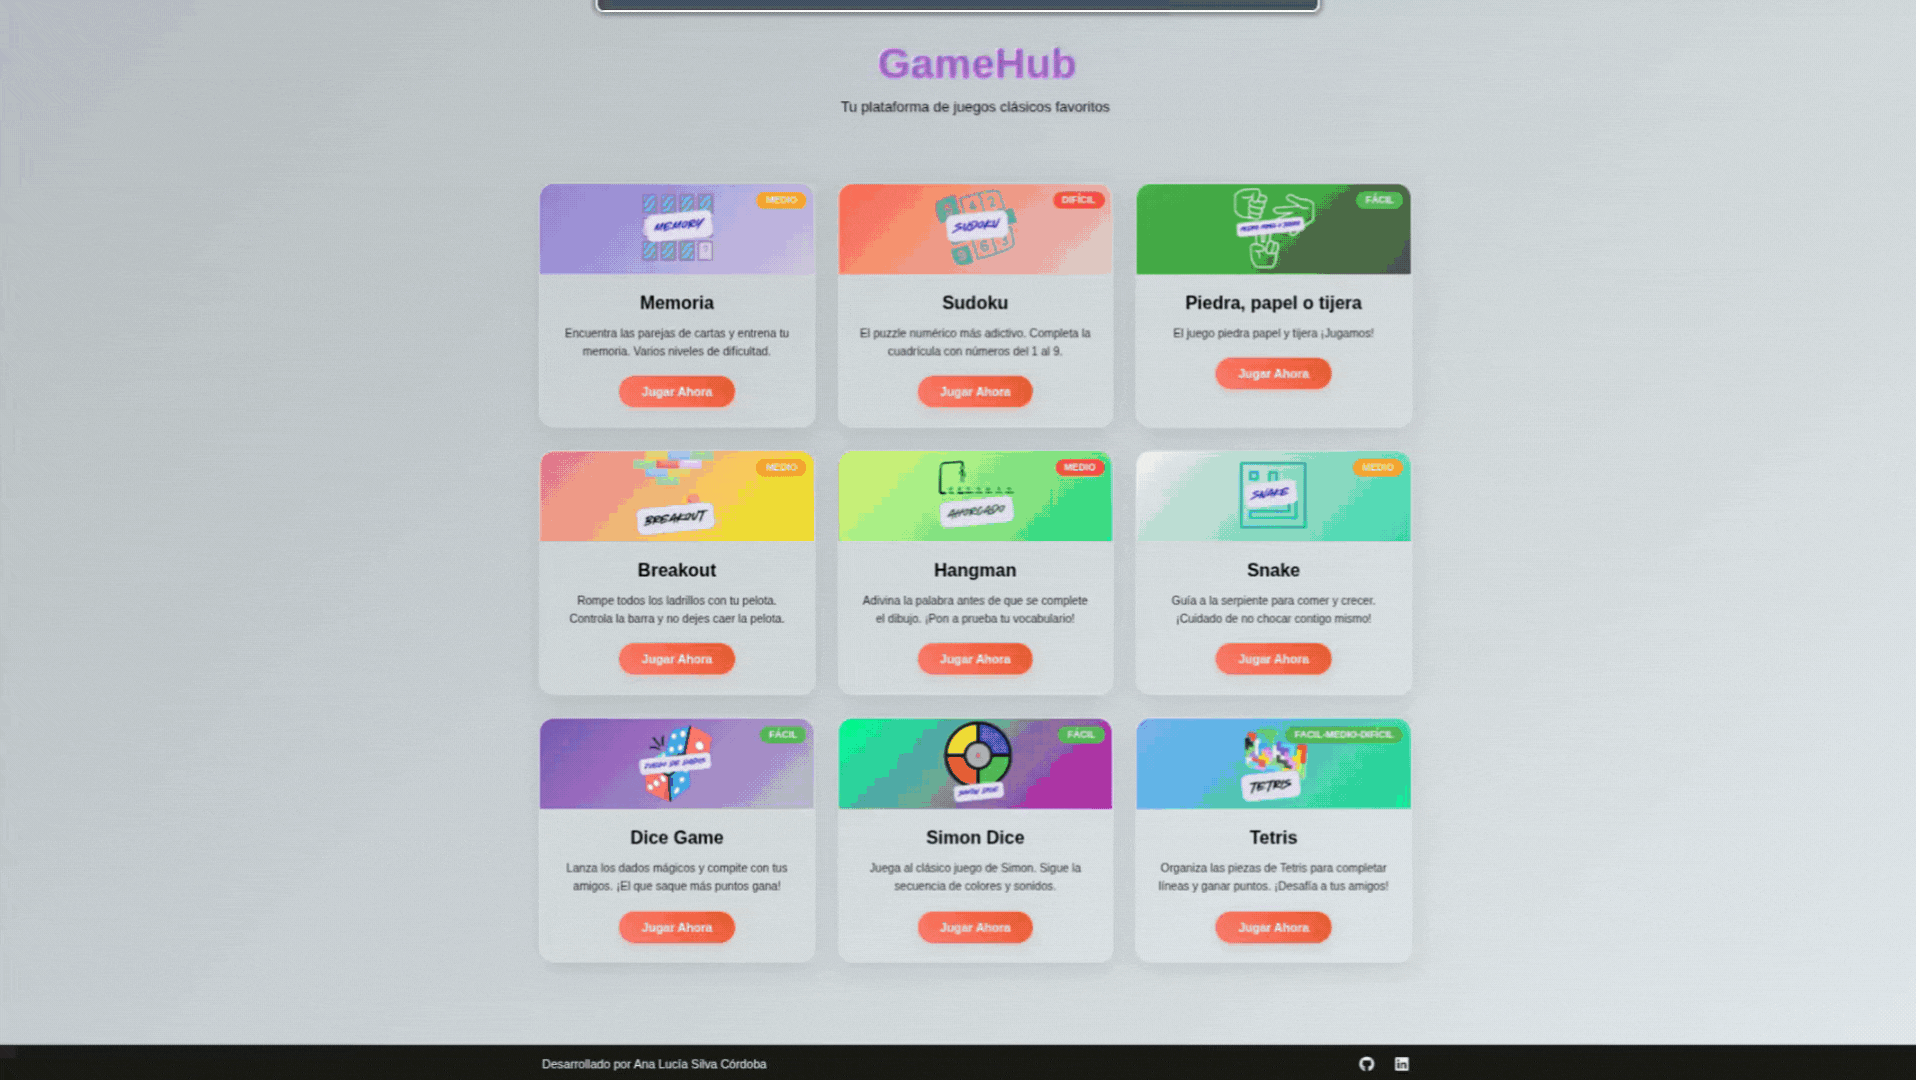 GameHub
Tu plataforma de juegos clásicos favoritos
MEDIO
MEMORY
Memoria
Encuentra las parejas de cartas y entrena tu
memoria. Varios niveles de dificultad.
Jugar Ahora
DIFÍCIL
SUDOKU
Sudoku
El puzzle numérico más adictivo. Completa la
cuadrícula con números del 1 al 9.
Jugar Ahora
FÁCIL
Piedra, papel o tijera
El juego piedra papel y tijera ¡Jugamos!
Jugar Ahora
MEDIO
BREAKOUT
Breakout
Rompe todos los ladrillos con tu pelota.
Controla la barra y no dejes caer la pelota.
Jugar Ahora
MEDIO
AHORCADO
Hangman
Adivina la palabra antes de que se complete
el dibujo. ¡Pon a prueba tu vocabulario!
Jugar Ahora
MEDIO
SNAKE
Snake
Guía a la serpiente para comer y crecer.
¡Cuidado de no chocar contigo mismo!
Jugar Ahora
FÁCIL
JUEGO DE DADOS
Dice Game
Lanza los dados mágicos y compite con tus
amigos. ¡El que saque más puntos gana!
Jugar Ahora
FÁCIL
SIMON DICE
Simon Dice
Juega al clásico juego de Simon. Sigue la
secuencia de colores y sonidos.
Jugar Ahora
FACIL-MEDIO-DIFÍCIL
TETRIS
Tetris
Organiza las piezas de Tetris para completar
líneas y ganar puntos. ¡Desafía a tus amigos!
Jugar Ahora
Desarrollado por Ana Lucía Silva Córdoba